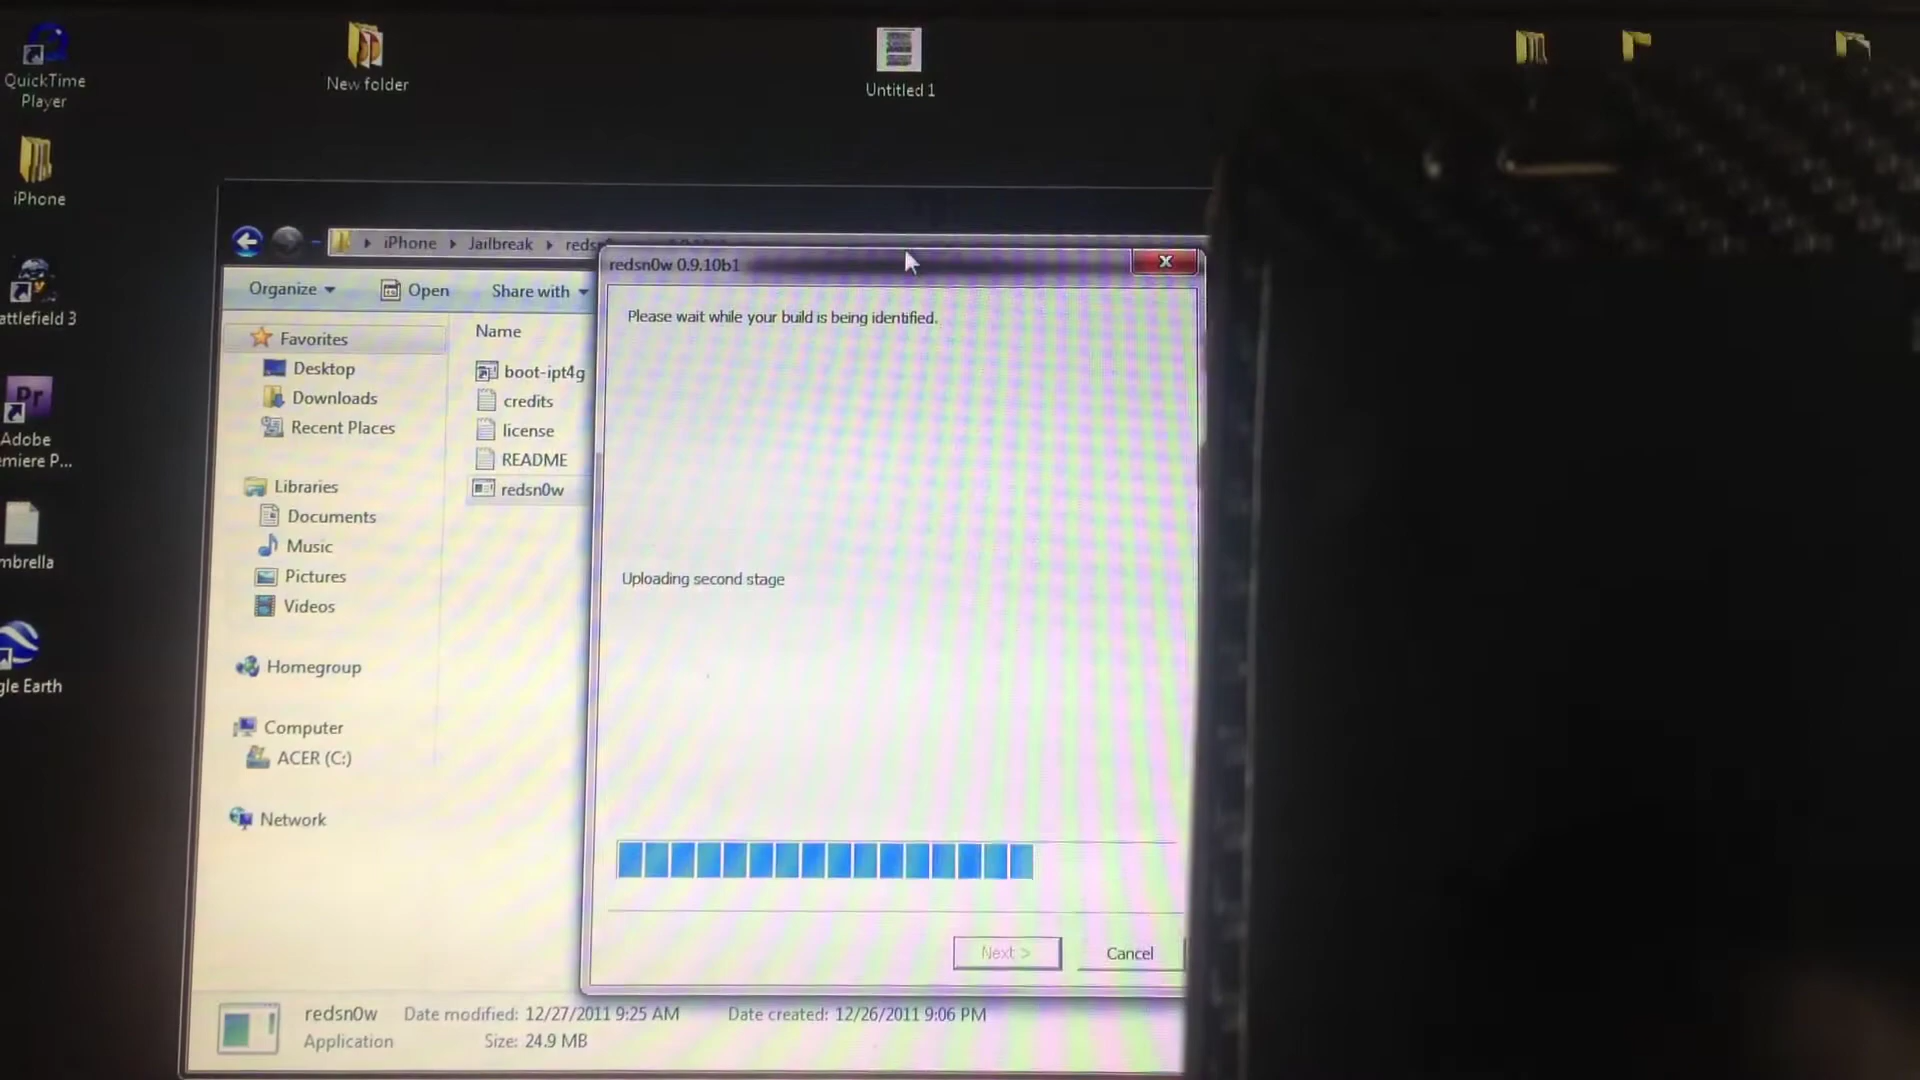 QuickTime
Player
New folder
Untitled 1
iPhone
attlefield 3
Pr
Adobe
emiere P...
mbrella
gle Earth
iPhone
Jailbreak
reds
Organize
Open
Share with
Favorites
Desktop
Downloads
Recent Places
Libraries
Documents
Music
Pictures
Videos
Homegroup
Computer
ACER (C:)
Network
Name
boot-ipt4g
credits
license
README
redsn0w
redsn0w 0.9.10b1
x
Please wait while your build is being identified.
Uploading second stage
Next >
Cancel
redsn0w Date modified: 12/27/2011 9:25 AM Date created: 12/26/2011 9:06 PM
Application Size: 24.9 MB